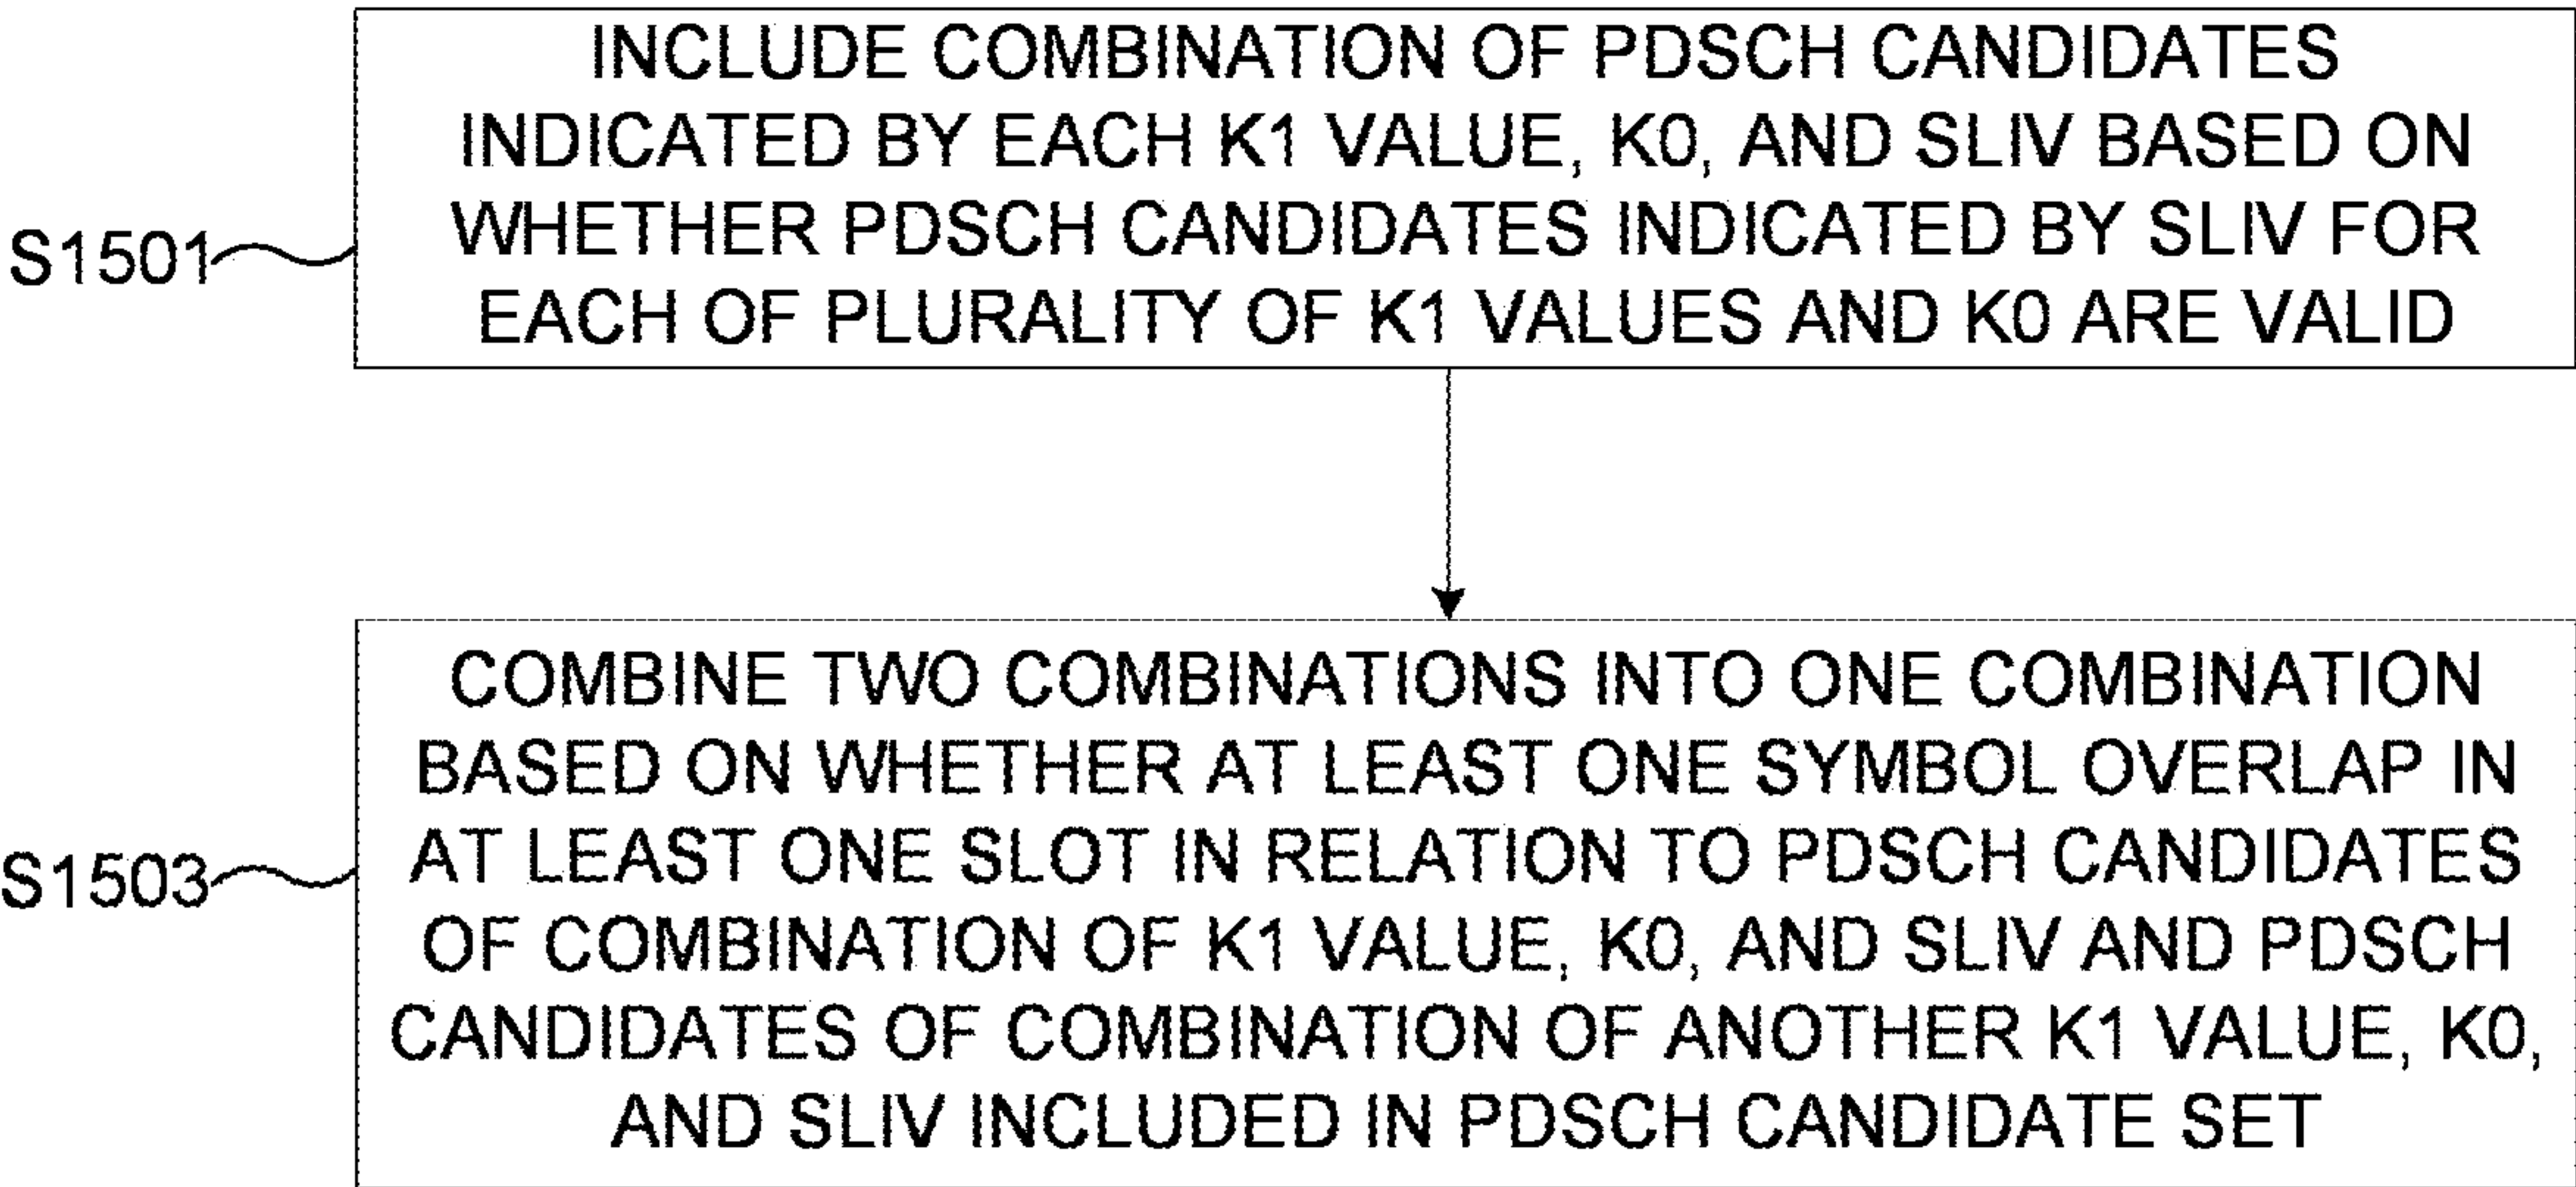 INCLUDE COMBINATION OF PDSCH CANDIDATES
INDICATED BY EACH K1 VALUE, K0, AND SLIV BASED ON
WHETHER PDSCH CANDIDATES INDICATED BY SLIV FOR
EACH OF PLURALITY OF K1 VALUES AND K0 ARE VALID
S1501
COMBINE TWO COMBINATIONS INTO ONE COMBINATION
BASED ON WHETHER AT LEAST ONE SYMBOL OVERLAP IN
AT LEAST ONE SLOT IN RELATION TO PDSCH CANDIDATES
OF COMBINATION OF K1 VALUE, K0, AND SLIV AND PDSCH
CANDIDATES OF COMBINATION OF ANOTHER K1 VALUE, K0,
AND SLIV INCLUDED IN PDSCH CANDIDATE SET
S1503